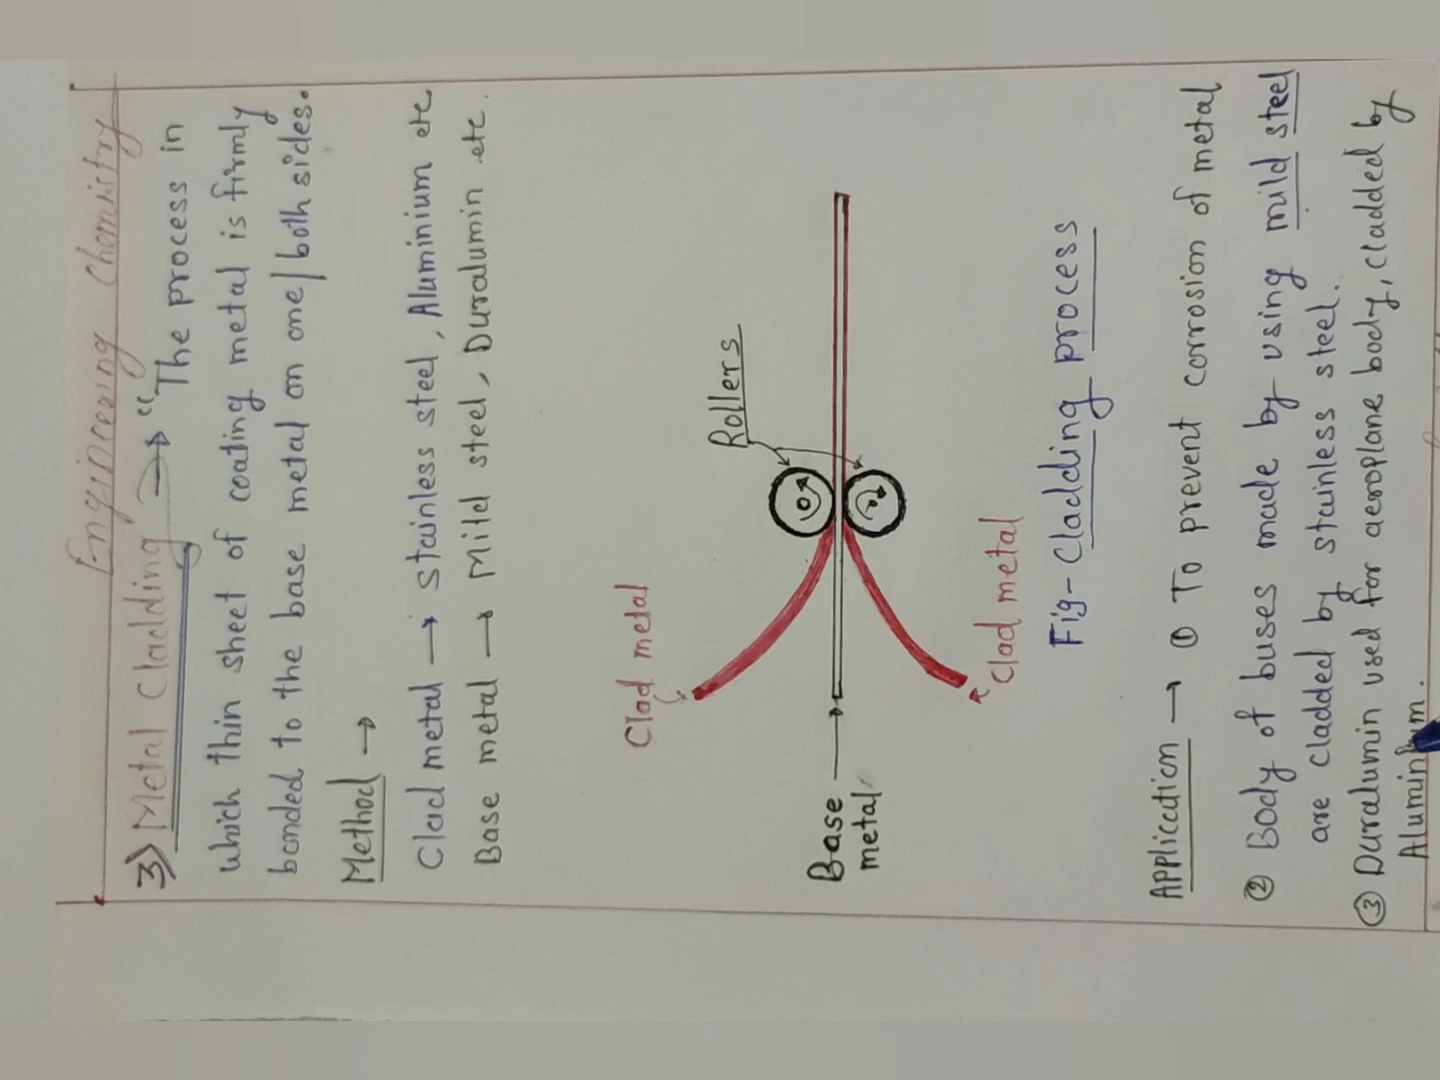 Engineering Chemistry
3) Metal Cladding → "The process in
which thin sheet of coating metal is firmly
bonded to the base metal on one/both sides.
Method →
Clad metal → stainless steel, Aluminium etc
Base metal → Mild steel, Duralumin etc.
Clad metal
Rollers
Base
metal
Clad metal
Fig- Cladding process
Application → ① To prevent corrosion of metal
② Body of buses made by using mild steel
are cladded by stainless steel.
③ Duralumin used for aeroplane body, cladded by
Aluminium.